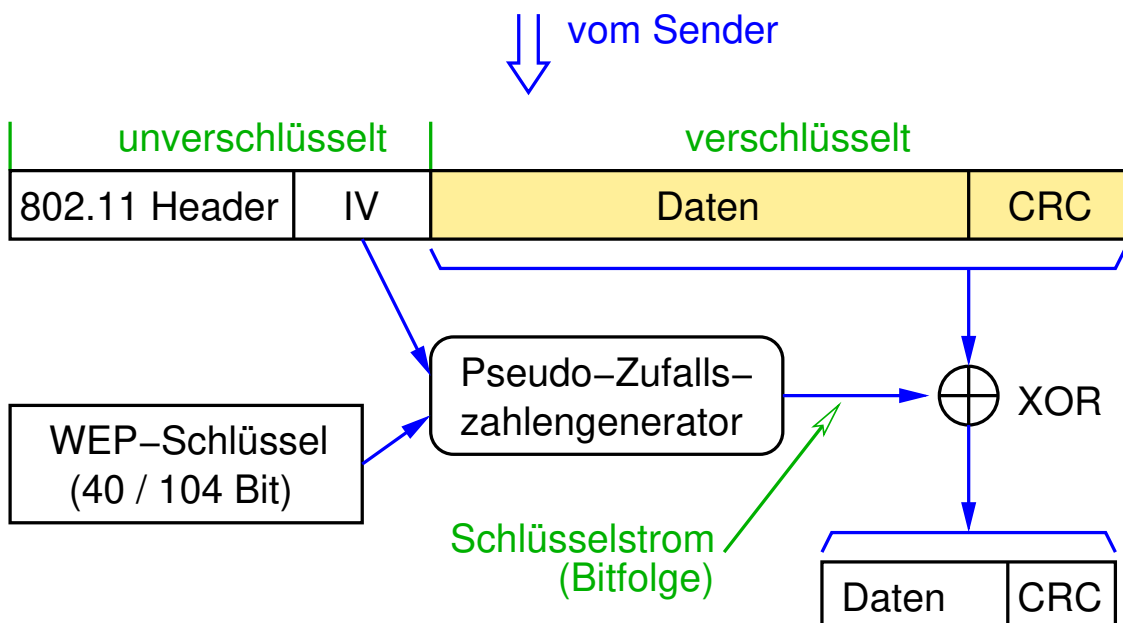 vom Sender
unverschlüsselt
verschlüsselt
802.11 Header
IV
Daten
CRC
Pseudo−Zufalls−
zahlengenerator
XOR
WEP−Schlüssel
(40 / 104 Bit)
Schlüsselstrom
(Bitfolge)
Daten
CRC